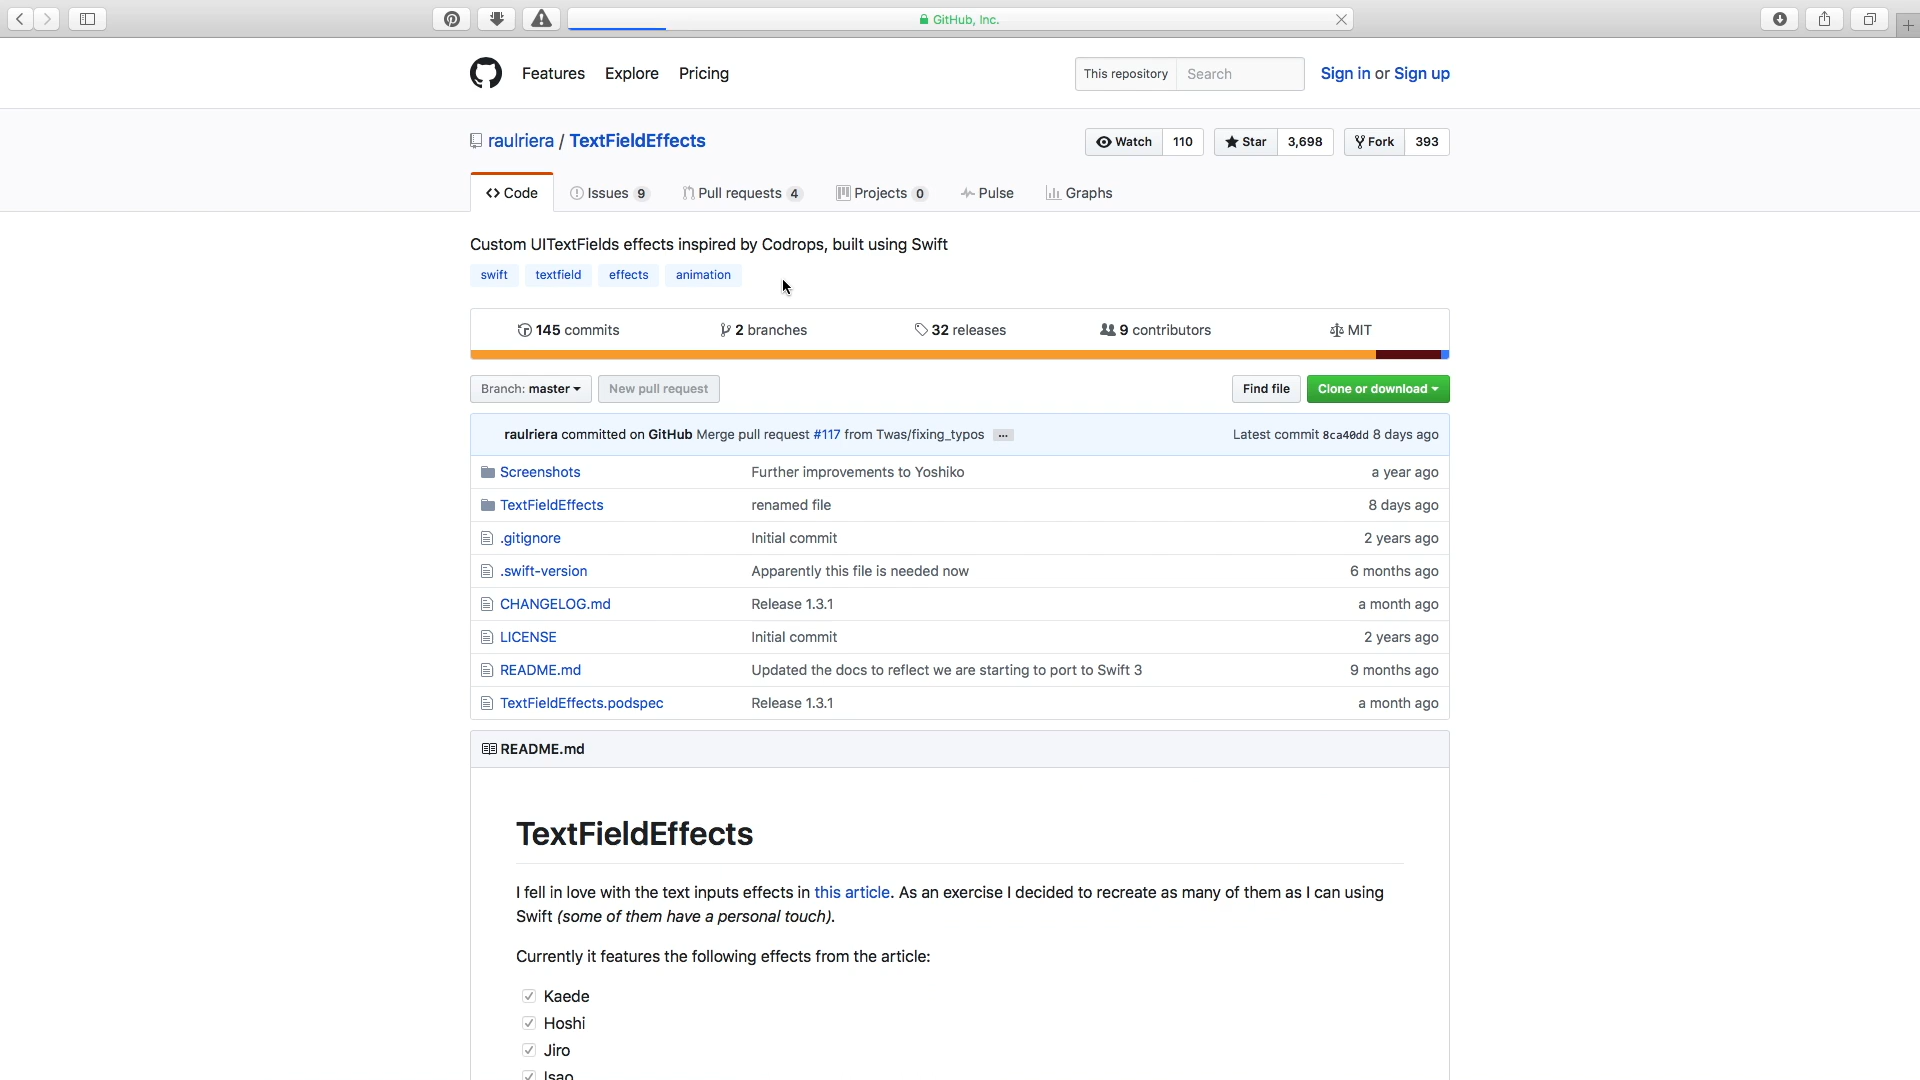 GitHub, Inc.
Features Explore Pricing
This repository Search Sign in or Sign up
raulriera / TextFieldEffects
Watch 110 Star 3,698 Fork 393
Code Issues 9 Pull requests 4 Projects 0 Pulse Graphs
Custom UITextFields effects inspired by Codrops, built using Swift
swift textfield effects animation
145 commits 2 branches 32 releases 9 contributors MIT
Branch: master New pull request Find file Clone or download
raulriera committed on GitHub Merge pull request #117 from Twas/fixing_typos ... Latest commit 8ca40dd 8 days ago
Screenshots Further improvements to Yoshiko a year ago
TextFieldEffects renamed file 8 days ago
.gitignore Initial commit 2 years ago
.swift-version Apparently this file is needed now 6 months ago
CHANGELOG.md Release 1.3.1 a month ago
LICENSE Initial commit 2 years ago
README.md Updated the docs to reflect we are starting to port to Swift 3 9 months ago
TextFieldEffects.podspec Release 1.3.1 a month ago
README.md
TextFieldEffects
I fell in love with the text inputs effects in this article. As an exercise I decided to recreate as many of them as I can using
Swift (some of them have a personal touch).
Currently it features the following effects from the article:
Kaede
Hoshi
Jiro
Isao